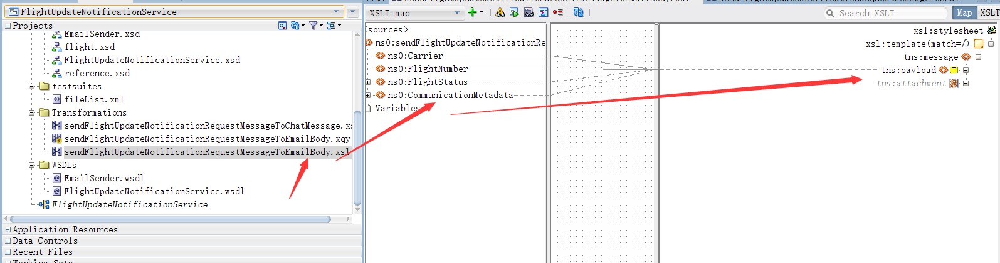 FlightUpdateNotificationService
Projects
EmailSender.xsd
flight.xsd
FlightUpdateNotificationService.xsd
reference.xsd
testsuites
fileList.xml
Transformations
sendFlightUpdateNotificationRequestMessageToChatMessage.xs
sendFlightUpdateNotificationRequestMessageToEmailBody.xqy
sendFlightUpdateNotificationRequestMessageToEmailBody.xsl
WSDLs
EmailSender.wsdl
FlightUpdateNotificationService.wsdl
FlightUpdateNotificationService
Application Resources
Data Controls
Recent Files
Working Sets
XSLT map
Search XSLT
Map
XSLT
<sources>
ns0:sendFlightUpdateNotificationRe
ns0:Carrier
ns0:FlightNumber
ns0:FlightStatus
ns0:CommunicationMetadata
Variables
xsl:stylesheet
xsl:template(match=/)
tns:message
tns:payload
T
tns:attachment